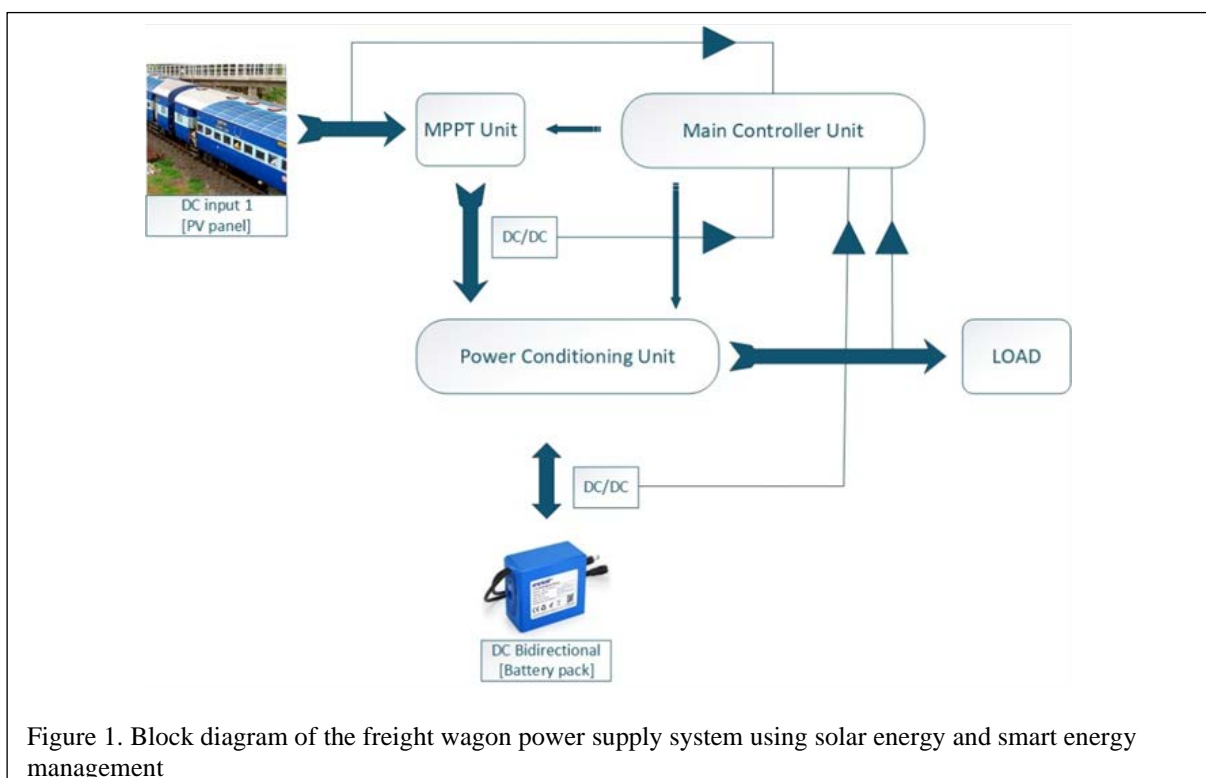 MPPT Unit
Main Controller Unit
DC input 1
[PV panel]
DC/DC
Power Conditioning Unit
LOAD
DC/DC
DC Bidirectional
[Battery pack]
Figure 1. Block diagram of the freight wagon power supply system using solar energy and smart energy
management